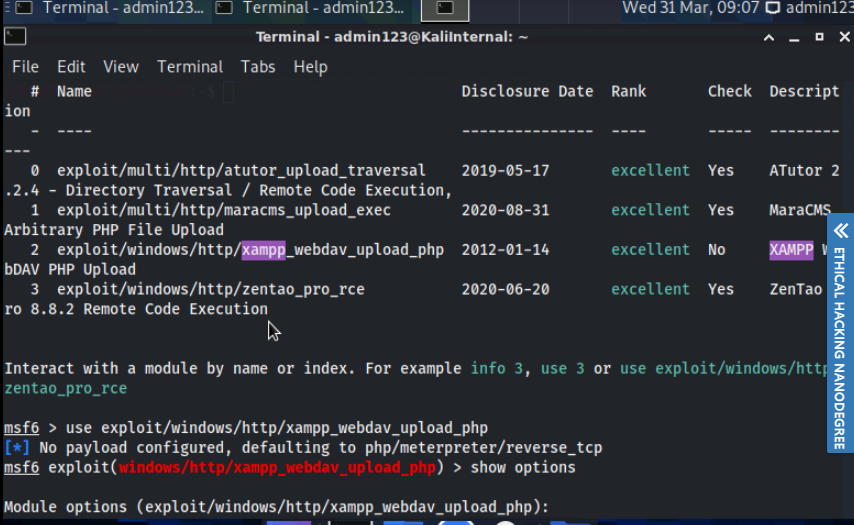 Terminal - admin123... Terminal - admin123... Wed 31 Mar, 09:07 admin123
Terminal - admin123@KaliInternal: ~
File Edit View Terminal Tabs Help
# Name Disclosure Date Rank Check Descript
ion
- ---- --------------- ---- ----- --------
---
0 exploit/multi/http/atutor_upload_traversal 2019-05-17 excellent Yes ATutor 2
.2.4 - Directory Traversal / Remote Code Execution,
1 exploit/multi/http/maracms_upload_exec 2020-08-31 excellent Yes MaraCMS
Arbitrary PHP File Upload
2 exploit/windows/http/xampp_webdav_upload_php 2012-01-14 excellent No XAMPP W
bDAV PHP Upload
3 exploit/windows/http/zentao_pro_rce 2020-06-20 excellent Yes ZenTao
ro 8.8.2 Remote Code Execution
Interact with a module by name or index. For example info 3, use 3 or use exploit/windows/http
zentao_pro_rce
msf6 > use exploit/windows/http/xampp_webdav_upload_php
[*] No payload configured, defaulting to php/meterpreter/reverse_tcp
msf6 exploit(windows/http/xampp_webdav_upload_php) > show options
Module options (exploit/windows/http/xampp_webdav_upload_php):
ETHICAL HACKING NANODEGREE